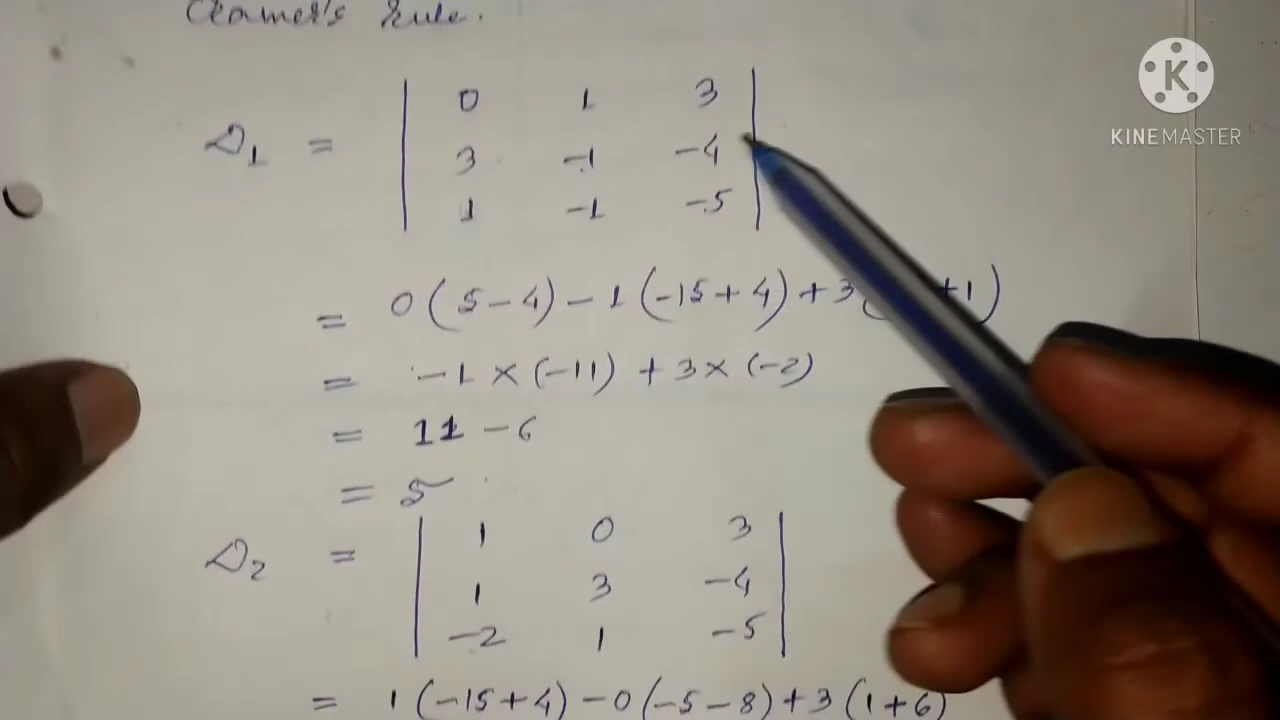 Cramer's Rule.
K
KINEMASTER
D₁ = | 0 1 3 |
| 3 -1 -4 |
| 1 -1 -5 |
= 0(5-4)-1(-15+4)+3( +1)
= -1×(-11)+3×(-2)
= 11-6
= 5
D₂ = | 1 0 3 |
| 1 3 -4 |
| -2 1 -5 |
= 1(-15+4)-0(-5-8)+3(1+6)